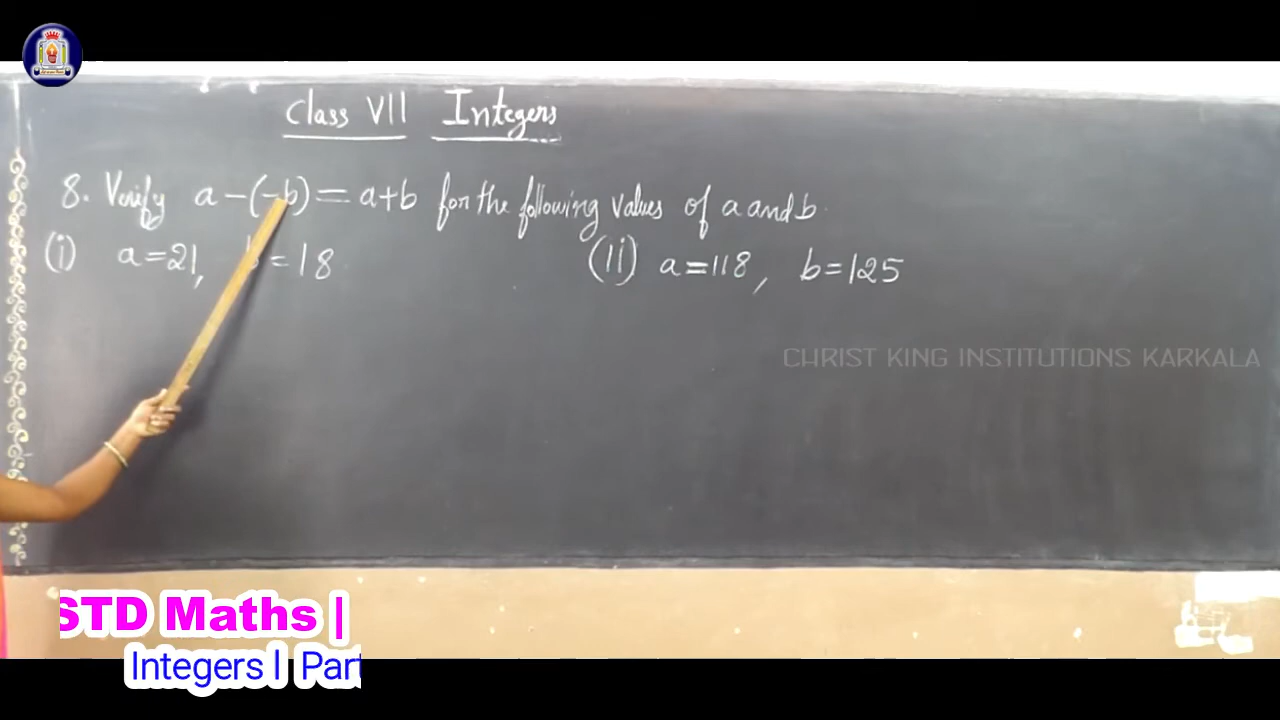 Class VII Integers
8. Verify a-(-b)=a+b for the following values of a and b.
(i) a=21, =18
(ii) a=118, b=125
CHRIST KING INSTITUTIONS KARKALA
STD Maths |
Integers | Part